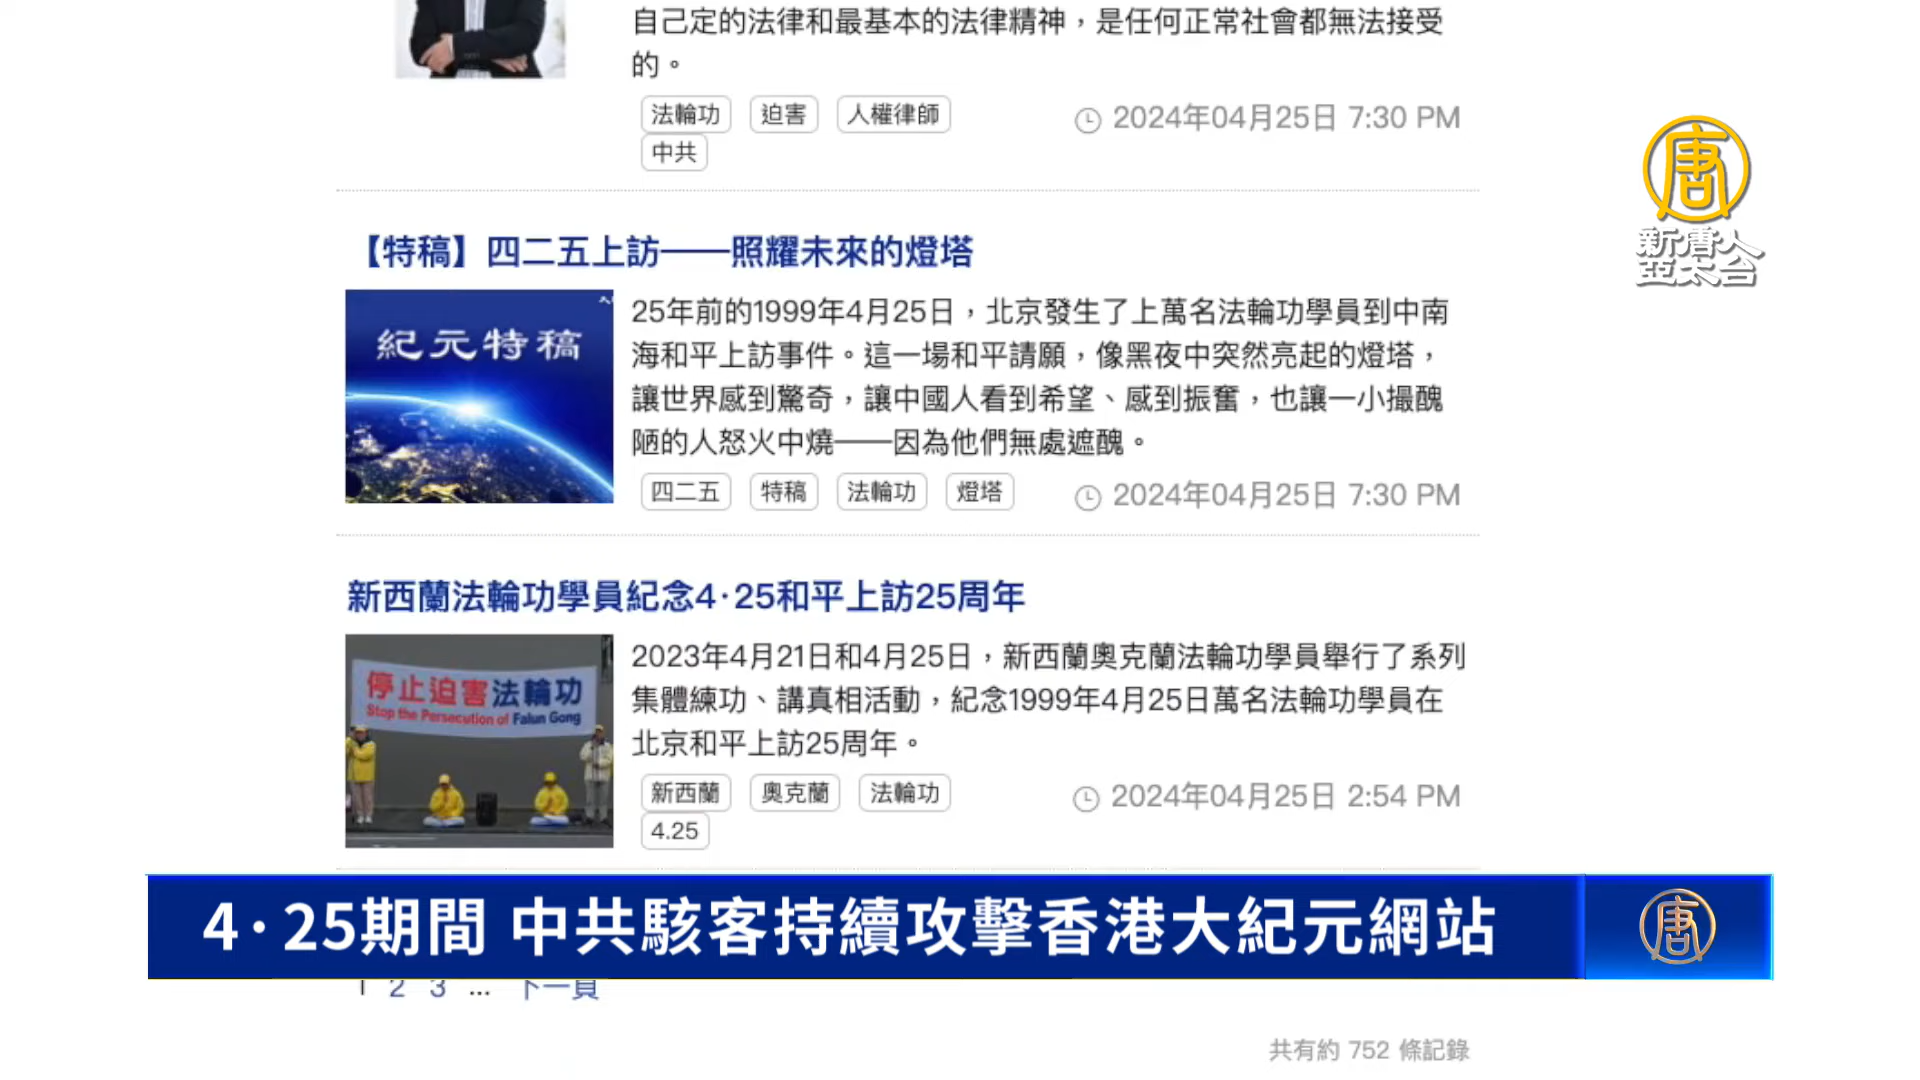 自己定的法律和最基本的法律精神，是任何正常社會都無法接受
的。
法輪功 迫害 人權律師
中共
2024年04月25日 7:30 PM
【特稿】四二五上訪——照耀未來的燈塔
紀元特稿
25年前的1999年4月25日，北京發生了上萬名法輪功學員到中南
海和平上訪事件。這一場和平請願，像黑夜中突然亮起的燈塔，
讓世界感到驚奇，讓中國人看到希望、感到振奮，也讓一小撮醜
陋的人怒火中燒——因為他們無處遮醜。
四二五 特稿 法輪功 燈塔
2024年04月25日 7:30 PM
新西蘭法輪功學員紀念4·25和平上訪25周年
停止迫害法輪功
Stop the Persecution of Falun Gong
2023年4月21日和4月25日，新西蘭奧克蘭法輪功學員舉行了系列
集體練功、講真相活動，紀念1999年4月25日萬名法輪功學員在
北京和平上訪25周年。
新西蘭 奧克蘭 法輪功
4.25
2024年04月25日 2:54 PM
4·25期間 中共駭客持續攻擊香港大紀元網站
唐
1 2 3 ... 下一頁
共有約 752 條記錄
唐
新唐人
亞太台